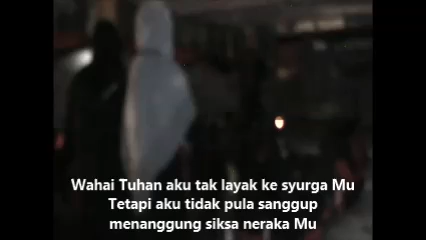 Wahai Tuhan aku tak layak ke syurga Mu
Tetapi aku tidak pula sanggup
menanggung siksa neraka Mu